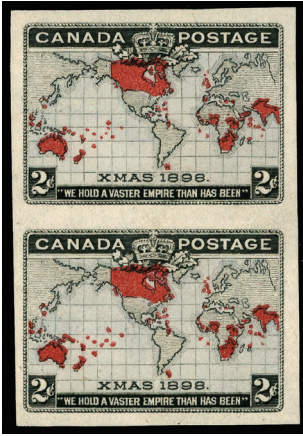 CANADA POSTAGE
XMAS 1898.
2¢ 2¢
"WE HOLD A VASTER EMPIRE THAN HAS BEEN"
CANADA POSTAGE
XMAS 1898.
2¢ 2¢
"WE HOLD A VASTER EMPIRE THAN HAS BEEN"